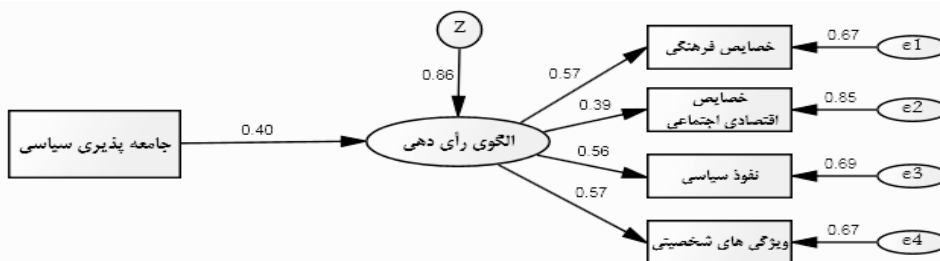 Z
0.86
خصایص فرهنگی
0.67
e1
0.57
خصایص
اقتصادی اجتماعی
0.85
e2
0.39
جامعه پذیری سیاسی
0.40
الگوی رأی دهی
0.56
نفوذ سیاسی
0.69
e3
0.57
ویژگی های شخصیتی
0.67
e4